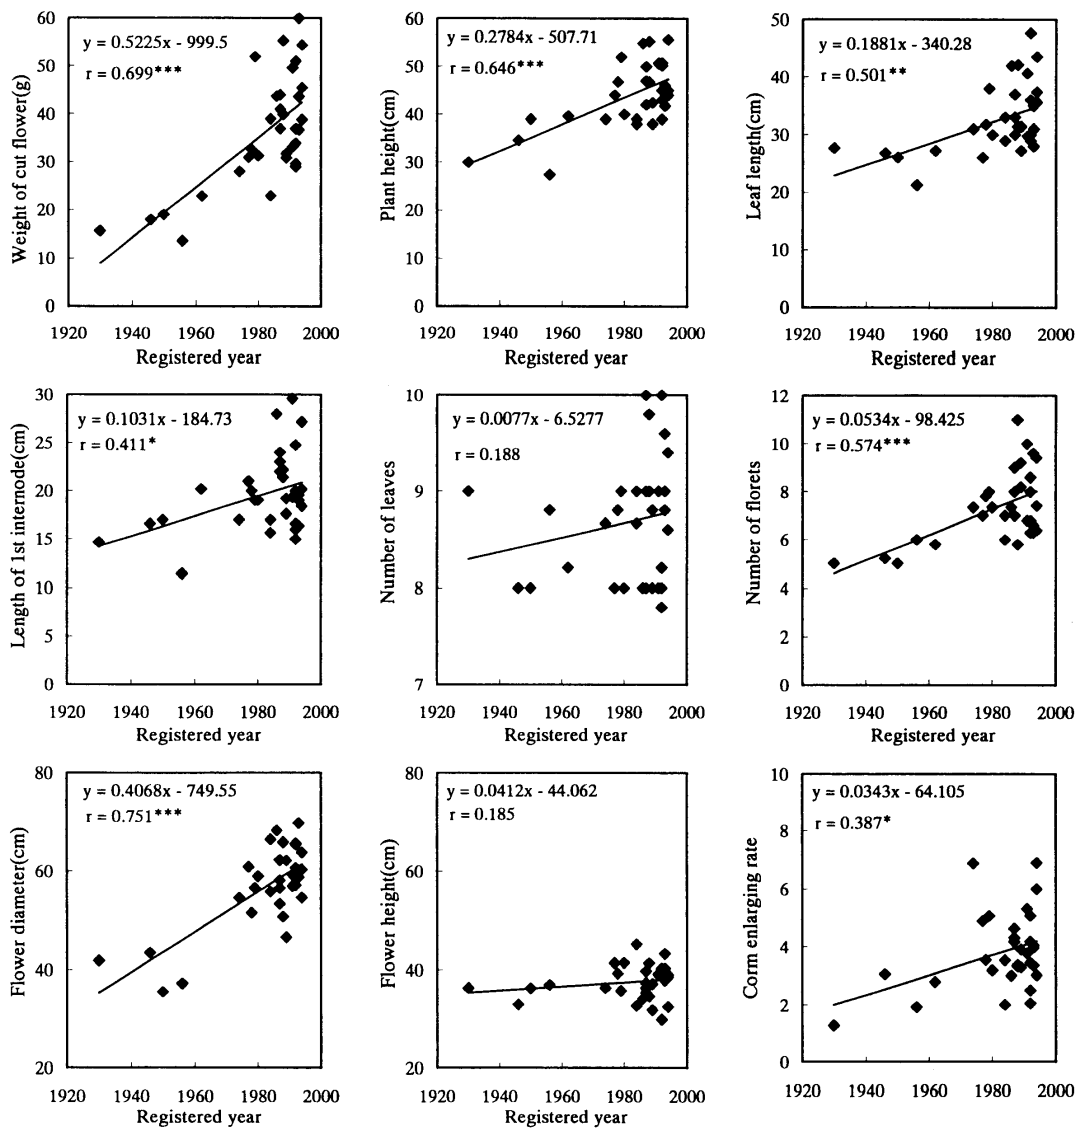 Weight of cut flower(g)
60
50
40
30
20
10
0
y = 0.5225x - 999.5
r = 0.699***
1920 1940 1960 1980 2000
Registered year
Plant height(cm)
60
50
40
30
20
10
0
y = 0.2784x - 507.71
r = 0.646***
1920 1940 1960 1980 2000
Registered year
Leaf length(cm)
50
40
30
20
10
0
y = 0.1881x - 340.28
r = 0.501**
1920 1940 1960 1980 2000
Registered year
Length of 1st internode(cm)
30
25
20
15
10
5
0
y = 0.1031x - 184.73
r = 0.411*
1920 1940 1960 1980 2000
Registered year
Number of leaves
10
9
8
7
y = 0.0077x - 6.5277
r = 0.188
1920 1940 1960 1980 2000
Registered year
Number of florets
12
10
8
6
4
2
0
y = 0.0534x - 98.425
r = 0.574***
1920 1940 1960 1980 2000
Registered year
Flower diameter(cm)
80
60
40
20
y = 0.4068x - 749.55
r = 0.751***
1920 1940 1960 1980 2000
Registered year
Flower height(cm)
80
60
40
20
y = 0.0412x - 44.062
r = 0.185
1920 1940 1960 1980 2000
Registered year
Corm enlarging rate
10
8
6
4
2
0
y = 0.0343x - 64.105
r = 0.387*
1920 1940 1960 1980 2000
Registered year